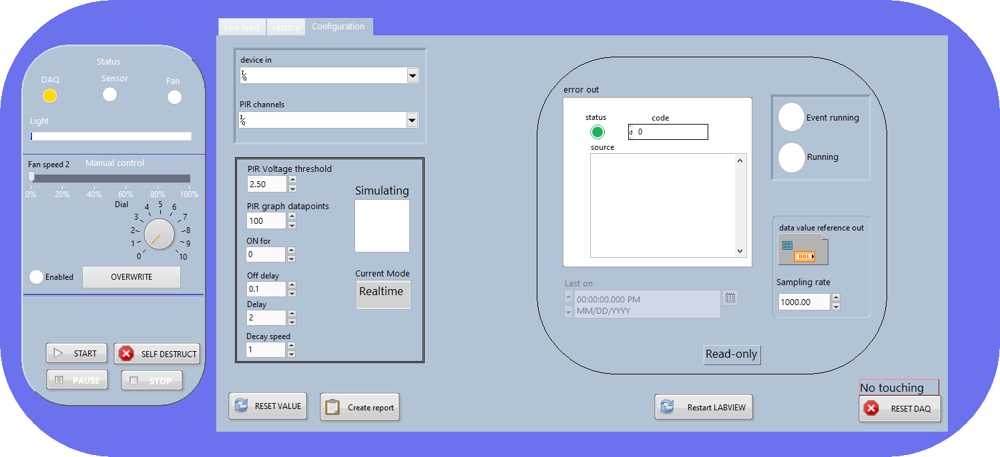 Live feed
History
Configuration
Status
DAQ
Sensor
Fan
Light
Fan speed 2
Manual control
0% 20% 40% 60% 80% 100%
Dial
0 1 2 3 4 5 6 7 8 9 10
Enabled
OVERWRITE
START
SELF DESTRUCT
PAUSE
STOP
device in
I/O
PIR channels
I/O
PIR Voltage threshold
2.50
PIR graph datapoints
100
ON for
0
Off delay
0.1
Delay
2
Decay speed
1
Simulating
Current Mode
Realtime
RESET VALUE
Create report
error out
status
code
d 0
source
Last on
00:00:00.000 PM
MM/DD/YYYY
Event running
Running
data value reference out
DBL
Sampling rate
1000.00
Read-only
Restart LABVIEW
No touching
RESET DAQ